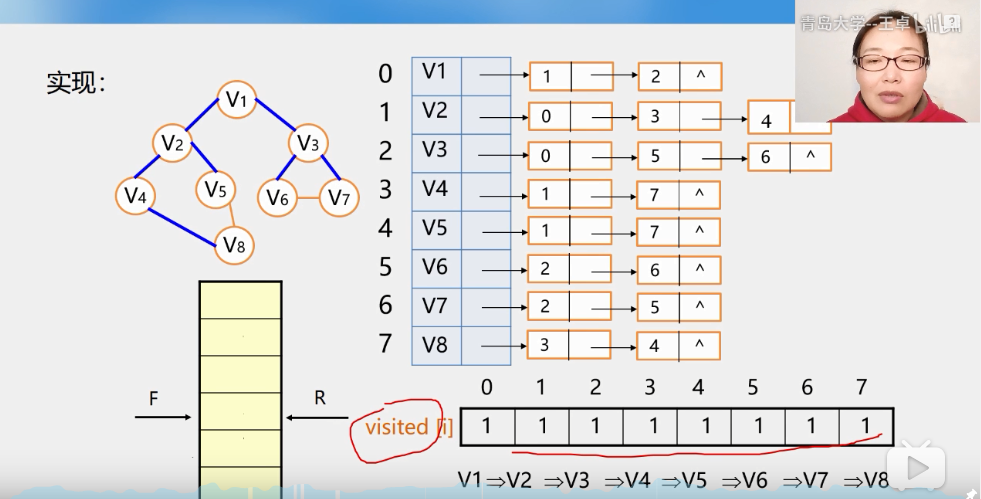 青岛大学--王卓
实现：
V1
V2
V3
V4
V5
V6
V7
V8
0 V1 1 2 ^
1 V2 0 3 4
2 V3 0 5 6 ^
3 V4 1 7 ^
4 V5 1 7 ^
5 V6 2 6 ^
6 V7 2 5 ^
7 V8 3 4 ^
F R
0 1 2 3 4 5 6 7
visited [i] 1 1 1 1 1 1 1 1
V1⇒V2 ⇒V3 ⇒V4 ⇒V5 ⇒V6 ⇒V7 ⇒V8